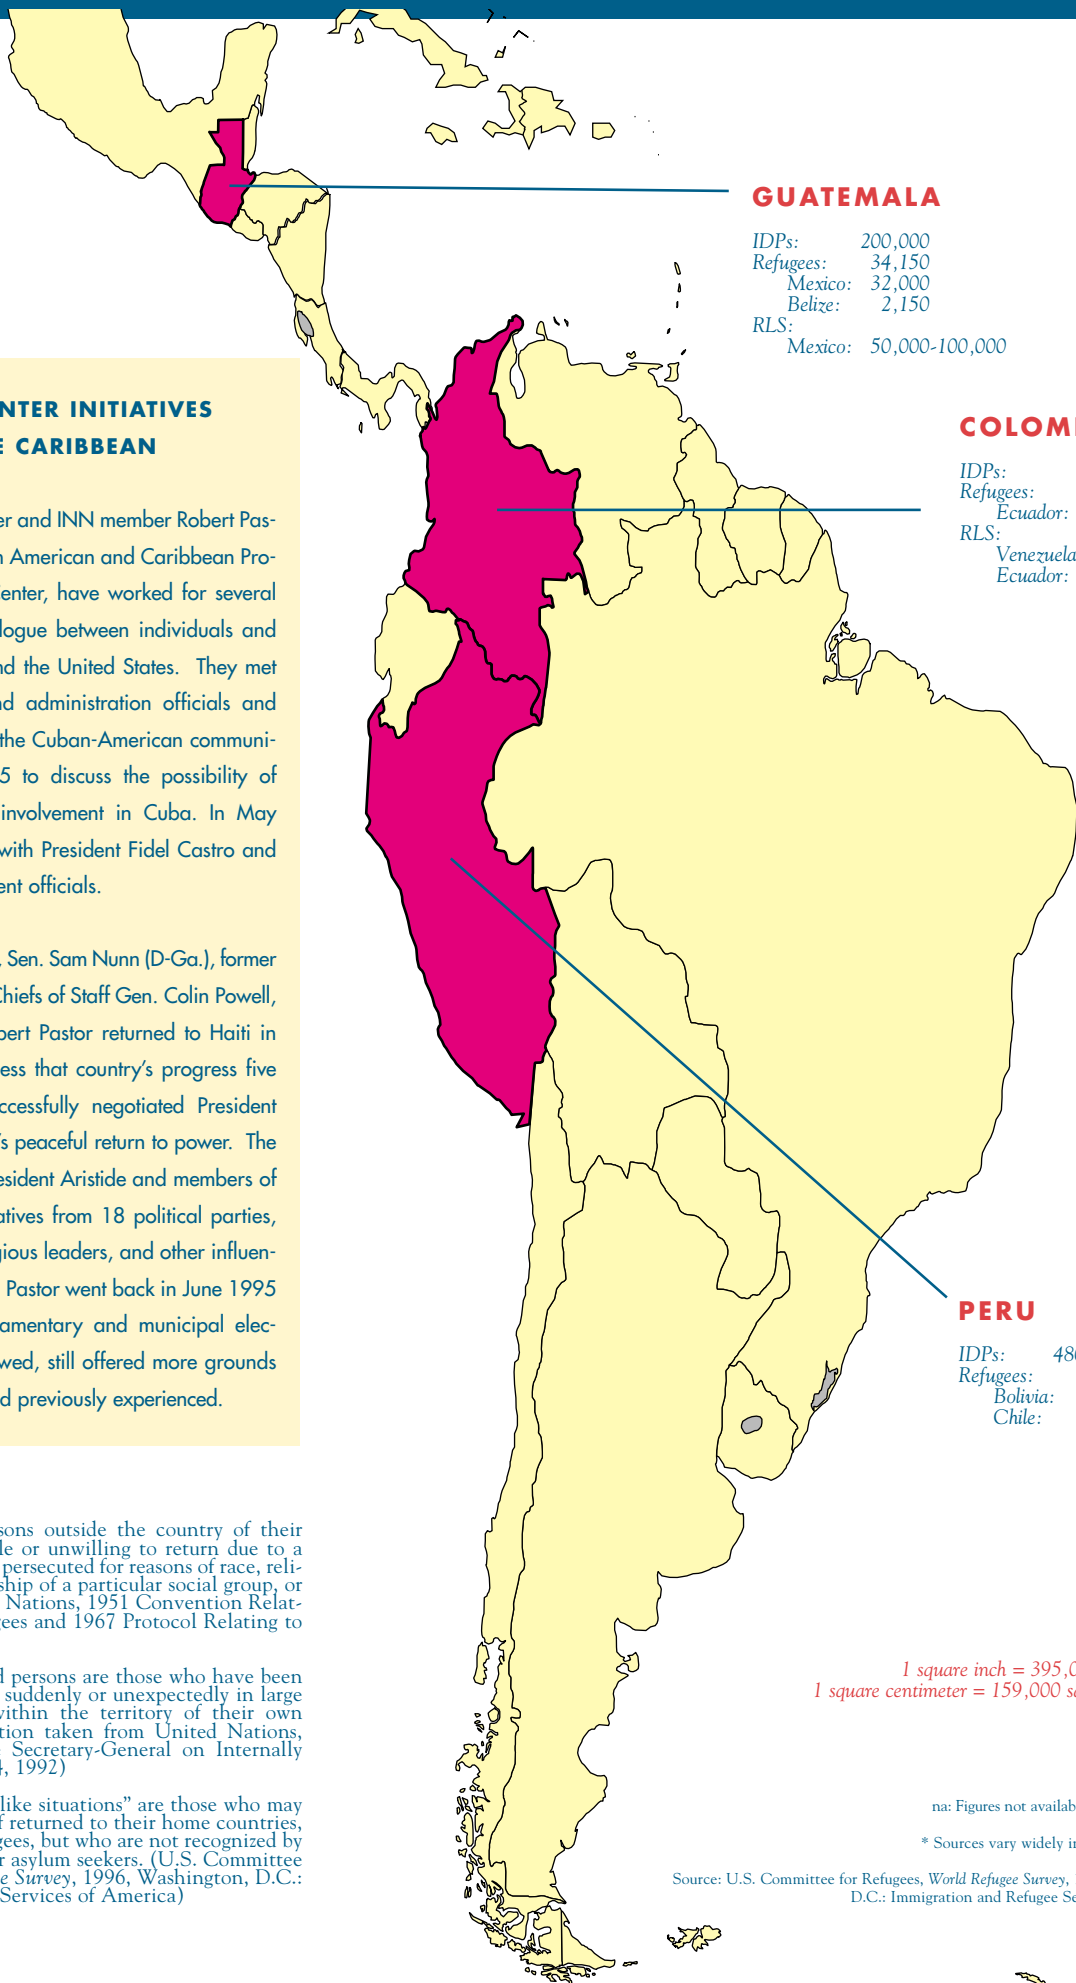 GUATEMALA
IDPs: 200,000
Refugees: 34,150
Mexico: 32,000
Belize: 2,150
RLS:
Mexico: 50,000-100,000
COLOM
IDPs:
Refugees:
Ecuador:
RLS:
Venezuela
Ecuador:
NTER INITIATIVES
E CARIBBEAN
er and INN member Robert Pas-
n American and Caribbean Pro-
enter, have worked for several
logue between individuals and
nd the United States. They met
nd administration officials and
the Cuban-American communi-
5 to discuss the possibility of
involvement in Cuba. In May
with President Fidel Castro and
ent officials.
, Sen. Sam Nunn (D-Ga.), former
Chiefs of Staff Gen. Colin Powell,
bert Pastor returned to Haiti in
ess that country's progress five
ccessfully negotiated President
's peaceful return to power. The
esident Aristide and members of
atives from 18 political parties,
gious leaders, and other influen-
Pastor went back in June 1995
amentary and municipal elec-
wed, still offered more grounds
d previously experienced.
PERU
IDPs: 480
Refugees:
Bolivia:
Chile:
sons outside the country of their
le or unwilling to return due to a
persecuted for reasons of race, reli-
ship of a particular social group, or
Nations, 1951 Convention Relat-
gees and 1967 Protocol Relating to
d persons are those who have been
suddenly or unexpectedly in large
within the territory of their own
tion taken from United Nations,
Secretary-General on Internally
4, 1992)
like situations” are those who may
f returned to their home countries,
gees, but who are not recognized by
r asylum seekers. (U.S. Committee
e Survey, 1996, Washington, D.C.:
Services of America)
1 square inch = 395,0
1 square centimeter = 159,000 s
na: Figures not availab
* Sources vary widely i
Source: U.S. Committee for Refugees, World Refugee Survey,
D.C.: Immigration and Refugee Se